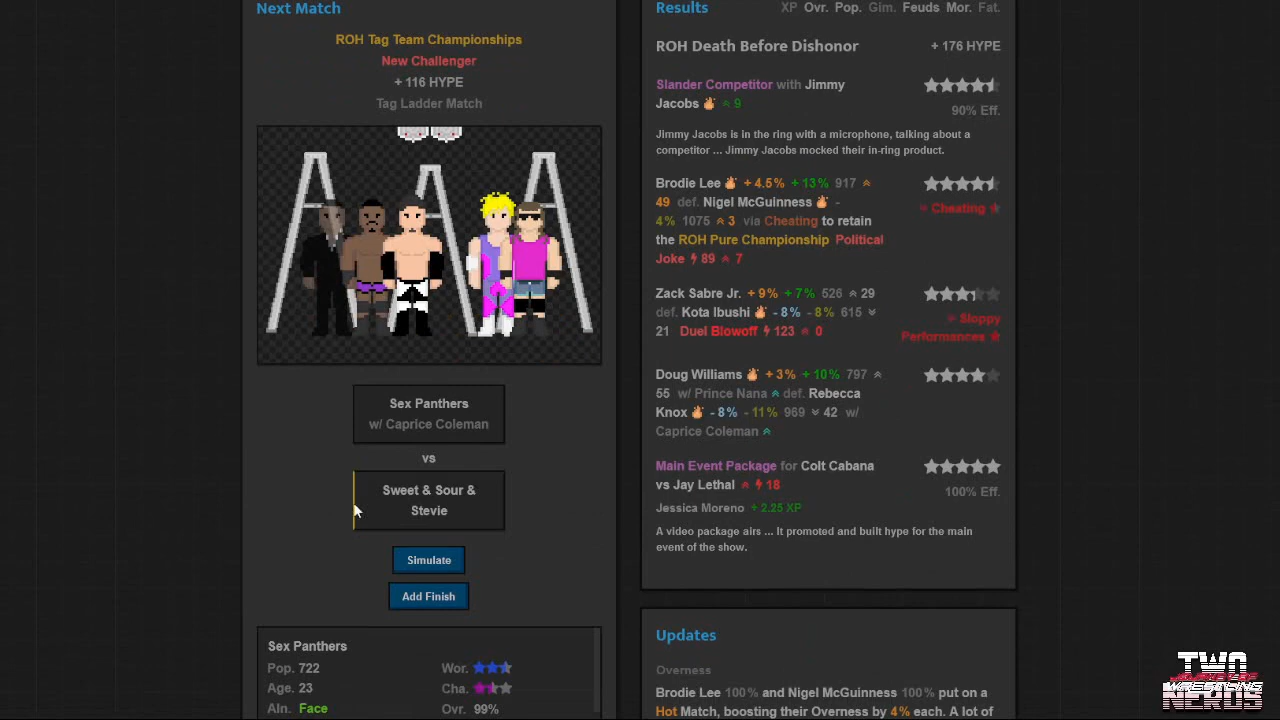 Next Match
ROH Tag Team Championships
New Challenger
+ 116 HYPE
Tag Ladder Match
Sex Panthers
w/ Caprice Coleman
vs
Sweet & Sour &
Stevie
Simulate
Add Finish
Sex Panthers
Pop. 722 Wor.
Age. 23 Cha.
Aln. Face Ovr. 99%
Results XP Ovr. Pop. Gim. Feuds Mor. Fat.
ROH Death Before Dishonor + 176 HYPE
Slander Competitor with Jimmy
Jacobs 9
90% Eff.
Jimmy Jacobs is in the ring with a microphone, talking about a
competitor ... Jimmy Jacobs mocked their in-ring product.
Brodie Lee + 4.5% + 13% 917
49 def. Nigel McGuinness -
4% 1075 3 via Cheating to retain
the ROH Pure Championship Political
Joke 89 7
- Cheating
Zack Sabre Jr. + 9% + 7% 526 29
def. Kota Ibushi - 8% - 8% 615
21 Duel Blowoff 123 0
- Sloppy
Performances
Doug Williams + 3% + 10% 797
55 w/ Prince Nana def. Rebecca
Knox - 8% - 11% 969 42 w/
Caprice Coleman
Main Event Package for Colt Cabana
vs Jay Lethal 18
100% Eff.
Jessica Moreno + 2.25 XP
A video package airs ... It promoted and built hype for the main
event of the show.
Updates
Overness
Brodie Lee 100% and Nigel McGuinness 100% put on a
Hot Match, boosting their Overness by 4% each. A lot of
TWO
WRESTLING
NERDS